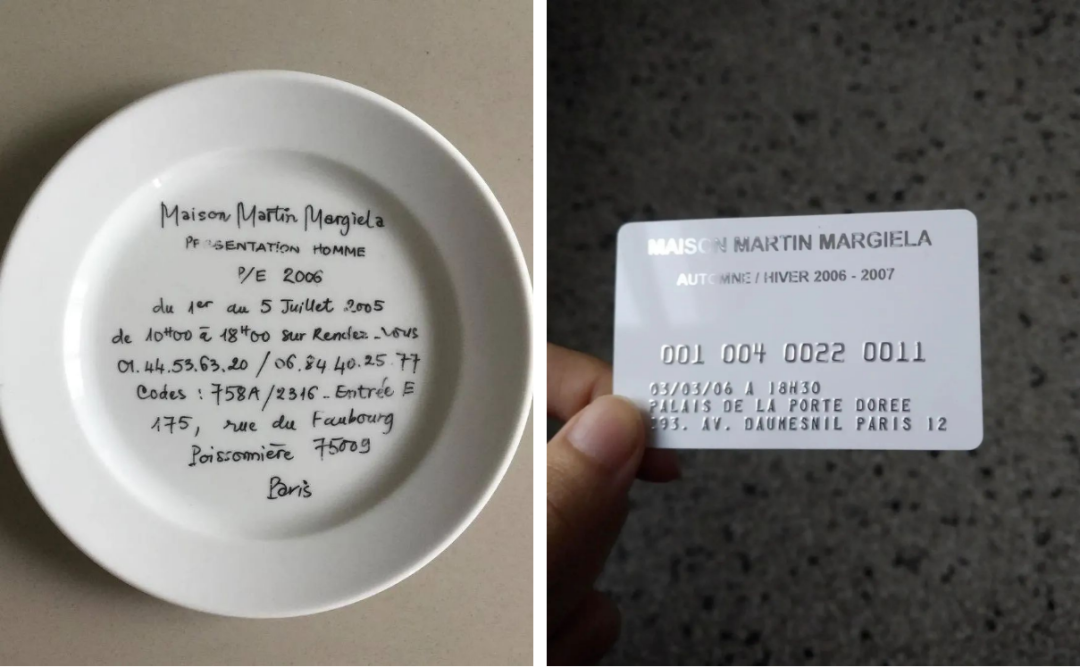 Maison Martin Margiela
PRESENTATION HOMME
P/E 2006
du 1er au 5 Juillet 2005
de 10H00 à 18H00 sur Rendez-Vous
01.44.53.63.20 / 06.84 40.25.77
Codes : 758A/2316 - Entrée E
175, rue du Faubourg
Poissonnière 75009
Paris
MAISON MARTIN MARGIELA
AUTOMNE / HIVER 2006 - 2007
001 004 0022 0011
03/03/06 A 18H30
PALAIS DE LA PORTE DOREE
293. AV. DAUMESNIL PARIS 12